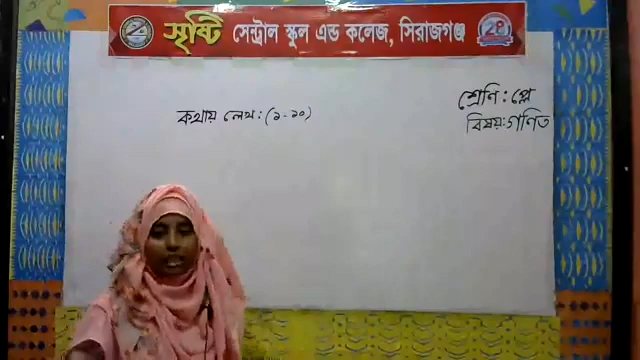 সৃষ্টি সেন্ট্রাল স্কুল এন্ড কলেজ, সিরাজগঞ্জ
শ্রেণি : প্লে
বিষয়ঃ গণিত
কথায় লেখ : (১-১০)